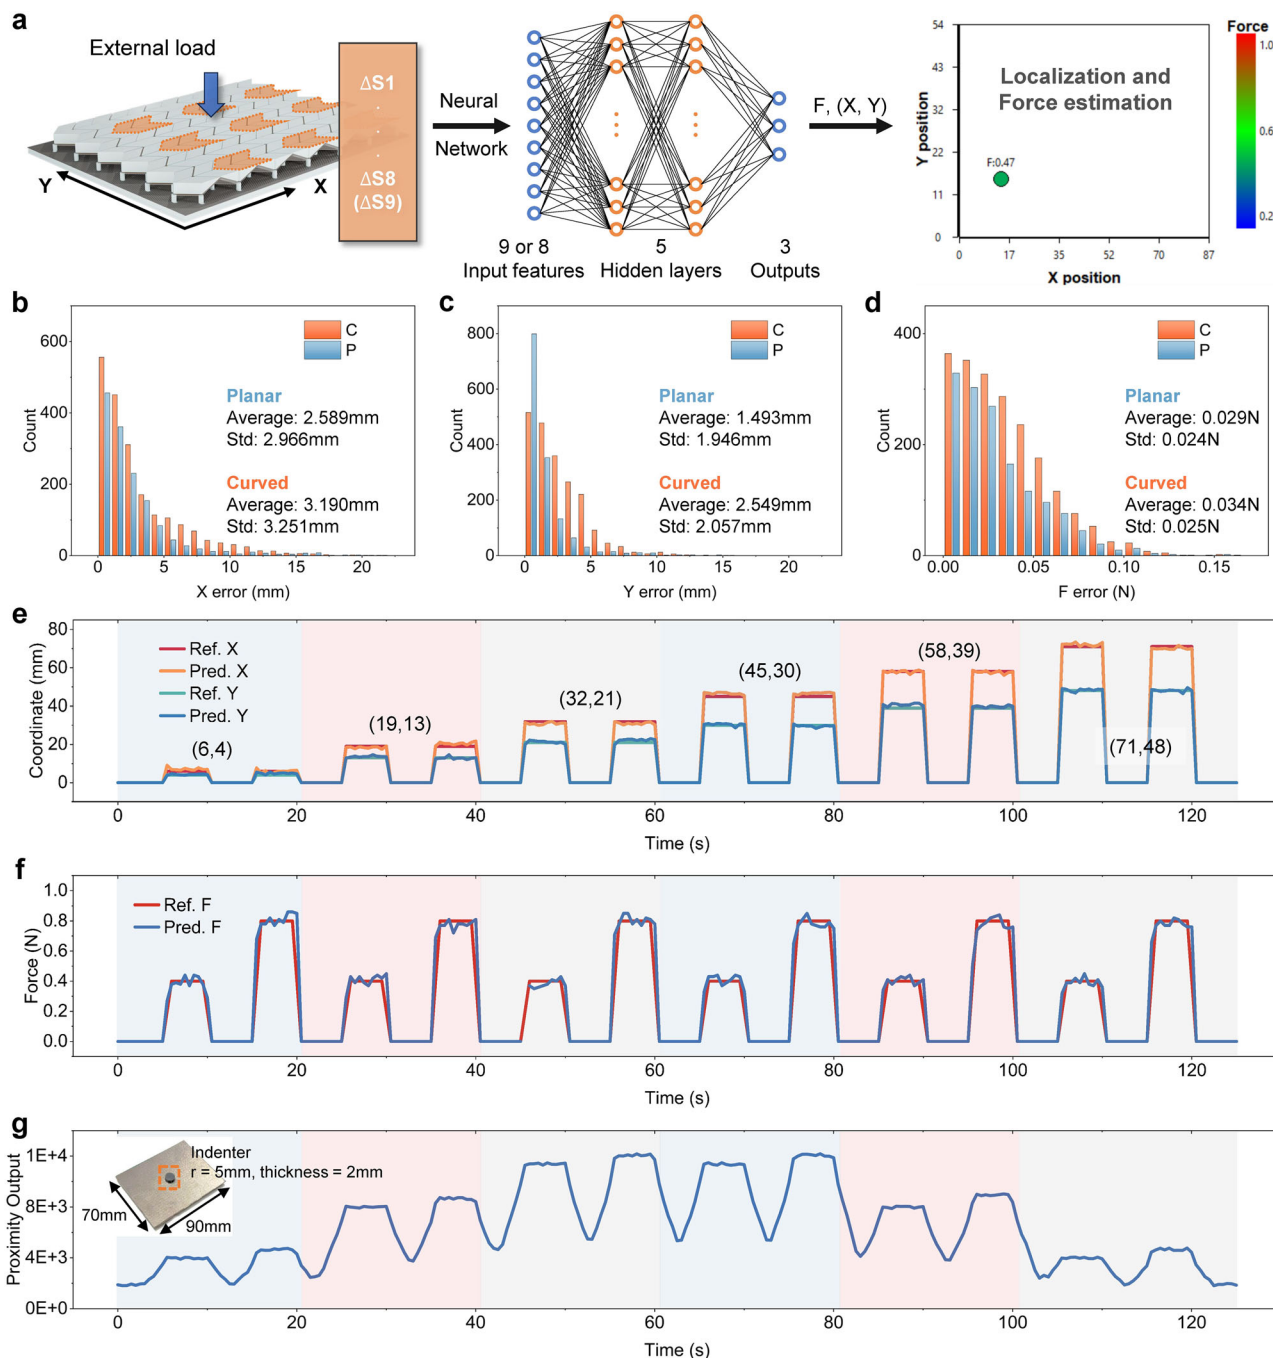 a
External load
Y
X
ΔS1
.
.
.
ΔS8
(ΔS9)
Neural
Network
9 or 8
Input features
5
Hidden layers
3
Outputs
F, (X, Y)
Localization and
Force estimation
F:0.47
Y position
54
43
32
22
11
0
0 17 35 52 70 87
X position
Force
1.0
0.8
0.6
0.4
0.2
b
Count
600
400
200
0
0 5 10 15 20
X error (mm)
C
P
Planar
Average: 2.589mm
Std: 2.966mm
Curved
Average: 3.190mm
Std: 3.251mm
c
Count
800
600
400
200
0
0 5 10 15 20
Y error (mm)
C
P
Planar
Average: 1.493mm
Std: 1.946mm
Curved
Average: 2.549mm
Std: 2.057mm
d
Count
400
200
0
0.00 0.05 0.10 0.15
F error (N)
C
P
Planar
Average: 0.029N
Std: 0.024N
Curved
Average: 0.034N
Std: 0.025N
e
Coordinate (mm)
80
60
40
20
0
Ref. X
Pred. X
Ref. Y
Pred. Y
(6,4)
(19,13)
(32,21)
(45,30)
(58,39)
(71,48)
0 20 40 60 80 100 120
Time (s)
f
Force (N)
1.0
0.8
0.6
0.4
0.2
0.0
Ref. F
Pred. F
0 20 40 60 80 100 120
Time (s)
g
Proximity Output
1E+4
8E+3
4E+3
0E+0
Indenter
r = 5mm, thickness = 2mm
70mm
90mm
0 20 40 60 80 100 120
Time (s)